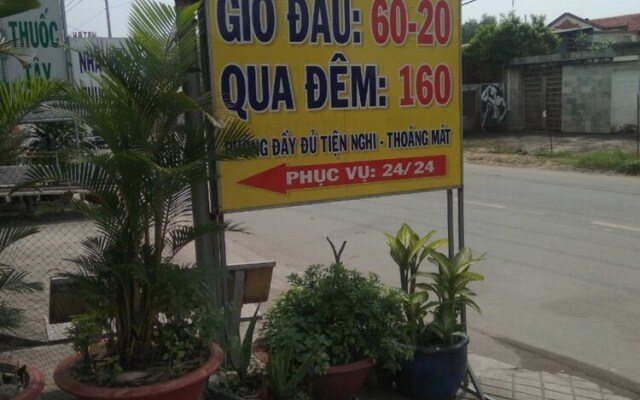 GIỜ ĐẦU: 60-20
QUA ĐÊM: 160
ĐẦY ĐỦ TIỆN NGHI - THOÁNG MÁT
PHỤC VỤ: 24/24
THUỐC
TÂY
NHÀ